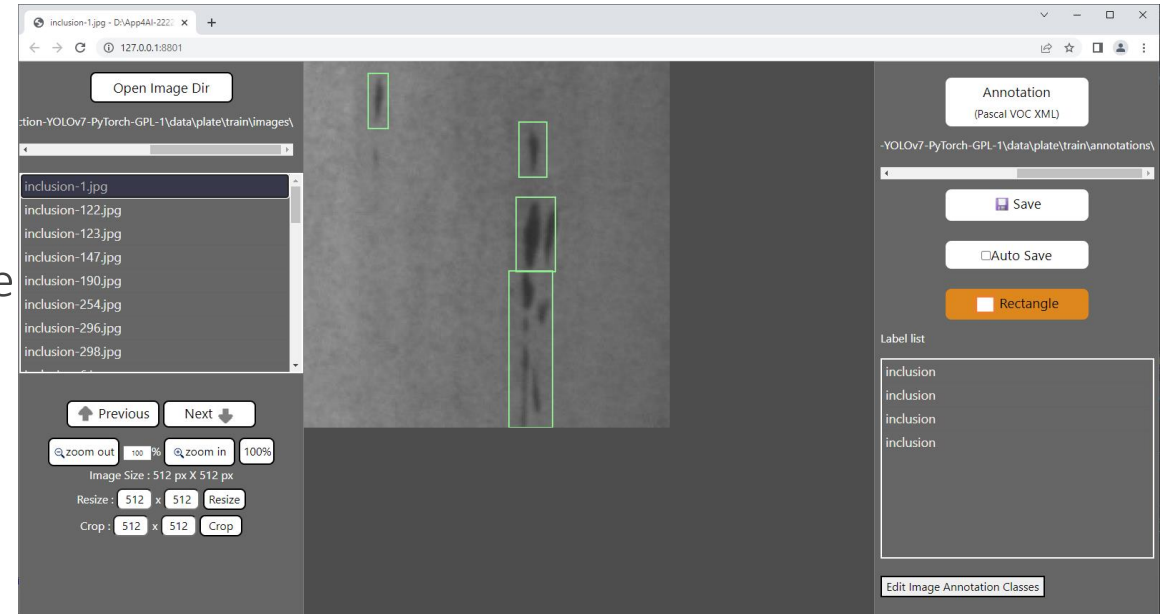 inclusion-1.jpg - D:\App4AI-222
127.0.0.1:8801
Open Image Dir
ction-YOLOv7-PyTorch-GPL-1\data\plate\train\images\
inclusion-1.jpg
inclusion-122.jpg
inclusion-123.jpg
inclusion-147.jpg
inclusion-190.jpg
inclusion-254.jpg
inclusion-296.jpg
inclusion-298.jpg
Previous
Next
zoom out
100 %
zoom in
100%
Image Size : 512 px X 512 px
Resize : 512 x 512 Resize
Crop : 512 x 512 Crop
Annotation
(Pascal VOC XML)
-YOLOv7-PyTorch-GPL-1\data\plate\train\annotations\
Save
Auto Save
Rectangle
Label list
inclusion
inclusion
inclusion
inclusion
Edit Image Annotation Classes